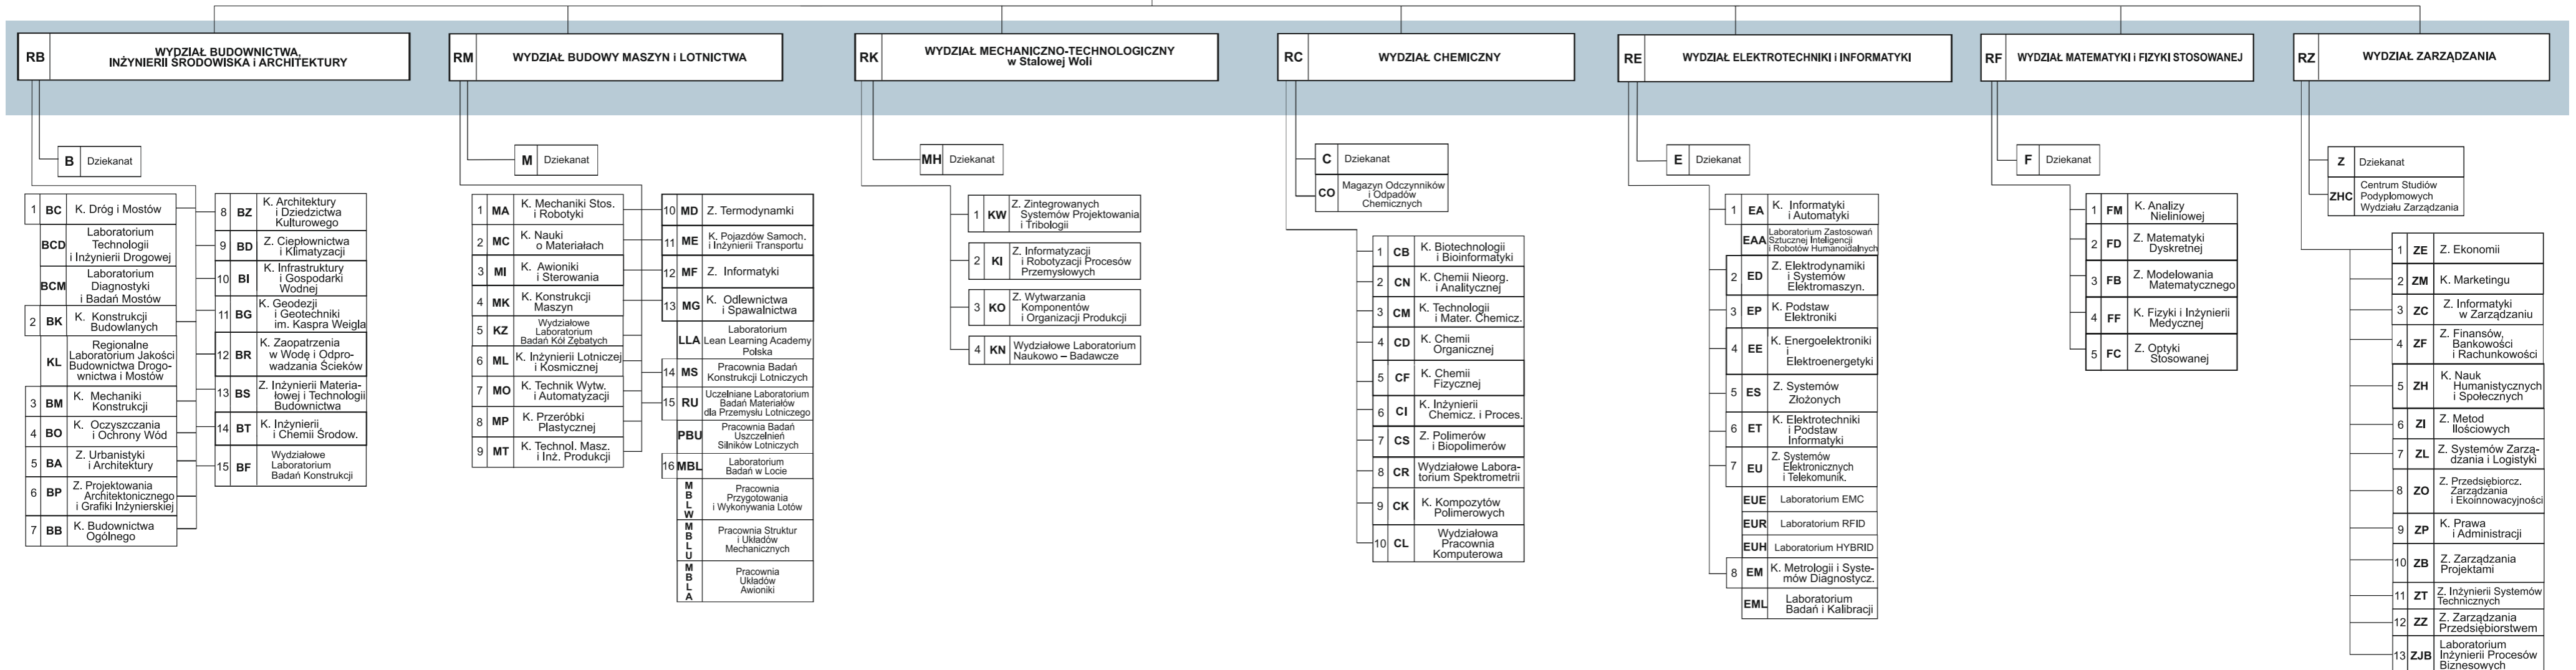 RB
WYDZIAŁ BUDOWNICTWA,
INŻYNIERII ŚRODOWISKA i ARCHITEKTURY
B Dziekanat
1 BC K. Dróg i Mostów
BCD Laboratorium
Technologii
i Inżynierii Drogowej
BCM Laboratorium
Diagnostyki
i Badań Mostów
2 BK K. Konstrukcji
Budowlanych
KL Regionalne
Laboratorium Jakości
Budownictwa Drogo-
wnictwa i Mostów
3 BM K. Mechaniki
Konstrukcji
4 BO K. Oczyszczania
i Ochrony Wód
5 BA Z. Urbanistyki
i Architektury
6 BP Z. Projektowania
Architektonicznego
i Grafiki Inżynierskiej
7 BB K. Budownictwa
Ogólnego
8 BZ K. Architektury
i Dziedzictwa
Kulturowego
9 BD Z. Ciepłownictwa
i Klimatyzacji
10 BI K. Infrastruktury
i Gospodarki
Wodnej
11 BG K. Geodezji
i Geotechniki
im. Kaspra Weigla
12 BR K. Zaopatrzenia
w Wodę i Odpro-
wadzania Ścieków
13 BS Z. Inżynierii Materia-
łowej i Technologii
Budownictwa
14 BT K. Inżynierii
i Chemii Środow.
15 BF Wydziałowe
Laboratorium
Badań Konstrukcji
RM WYDZIAŁ BUDOWY MASZYN i LOTNICTWA
M Dziekanat
1 MA K. Mechaniki Stos.
i Robotyki
2 MC K. Nauki
o Materiałach
3 MI K. Awioniki
i Sterowania
4 MK K. Konstrukcji
Maszyn
5 KZ Wydziałowe
Laboratorium
Badań Kół Zębatych
6 ML K. Inżynierii Lotniczej
i Kosmicznej
7 MO K. Technik Wytw.
i Automatyzacji
8 MP K. Przeróbki
Plastycznej
9 MT K. Technol. Masz.
i Inż. Produkcji
10 MD Z. Termodynamki
11 ME K. Pojazdów Samoch.
i Inżynierii Transportu
12 MF Z. Informatyki
13 MG K. Odlewnictwa
i Spawalnictwa
LLA Laboratorium
Lean Learning Academy
Polska
14 MS Pracownia Badań
Konstrukcji Lotniczych
15 RU Uczelniane Laboratorium
Badań Materiałów
dla Przemysłu Lotniczego
PBU Pracownia Badań
Uszczelnień
Silników Lotniczych
16 MBL Laboratorium
Badań w Locie
MBLW Pracownia
Przygotowania
i Wykonywania Lotów
MBLU Pracownia Struktur
i Układów
Mechanicznych
MBLA Pracownia
Układów
Awioniki
RK WYDZIAŁ MECHANICZNO-TECHNOLOGICZNY
w Stalowej Woli
MH Dziekanat
1 KW Z. Zintegrowanych
Systemów Projektowania
i Tribologii
2 KI Z. Informatyzacji
i Robotyzacji Procesów
Przemysłowych
3 KO Z. Wytwarzania
Komponentów
i Organizacji Produkcji
4 KN Wydziałowe Laboratorium
Naukowo – Badawcze
RC WYDZIAŁ CHEMICZNY
C Dziekanat
CO Magazyn Odczynników
i Odpadów
Chemicznych
1 CB K. Biotechnologii
i Bioinformatyki
2 CN K. Chemii Nieorg.
i Analitycznej
3 CM K. Technologii
i Mater. Chemicz.
4 CD K. Chemii
Organicznej
5 CF K. Chemii
Fizycznej
6 CI K. Inżynierii
Chemicz. i Proces.
7 CS Z. Polimerów
i Biopolimerów
8 CR Wydziałowe Labora-
torium Spektrometrii
9 CK K. Kompozytów
Polimerowych
10 CL Wydziałowa
Pracownia
Komputerowa
RE WYDZIAŁ ELEKTROTECHNIKI i INFORMATYKI
E Dziekanat
1 EA K. Informatyki
i Automatyki
EAA Laboratorium Zastosowań
Sztucznej Inteligencji
i Robotów Humanoidalnych
2 ED Z. Elektrodynamiki
i Systemów
Elektromaszyn.
3 EP K. Podstaw
Elektroniki
4 EE K. Energoelektroniki
i
Elektroenergetyki
5 ES Z. Systemów
Złożonych
6 ET K. Elektrotechniki
i Podstaw
Informatyki
7 EU Z. Systemów
Elektronicznych
i Telekomunik.
EUE Laboratorium EMC
EUR Laboratorium RFID
EUH Laboratorium HYBRID
8 EM K. Metrologii i Syste-
mów Diagnostycz.
EML Laboratorium
Badań i Kalibracji
RF WYDZIAŁ MATEMATYKI i FIZYKI STOSOWANEJ
F Dziekanat
1 FM K. Analizy
Nieliniowej
2 FD Z. Matematyki
Dyskretnej
3 FB Z. Modelowania
Matematycznego
4 FF K. Fizyki i Inżynierii
Medycznej
5 FC Z. Optyki
Stosowanej
RZ WYDZIAŁ ZARZĄDZANIA
Z Dziekanat
ZHC Centrum Studiów
Podyplomowych
Wydziału Zarządzania
1 ZE Z. Ekonomii
2 ZM K. Marketingu
3 ZC Z. Informatyki
w Zarządzaniu
4 ZF Z. Finansów,
Bankowości
i Rachunkowości
5 ZH K. Nauk
Humanistycznych
i Społecznych
6 ZI Z. Metod
Ilościowych
7 ZL Z. Systemów Zarzą-
dzania i Logistyki
8 ZO Z. Przedsiębiorcz.
Zarządzania
i Ekoinnowacyjności
9 ZP K. Prawa
i Administracji
10 ZB Z. Zarządzania
Projektami
11 ZT Z. Inżynierii Systemów
Technicznych
12 ZZ Z. Zarządzania
Przedsiębiorstwem
13 ZJB Laboratorium
Inżynierii Procesów
Biznesowych